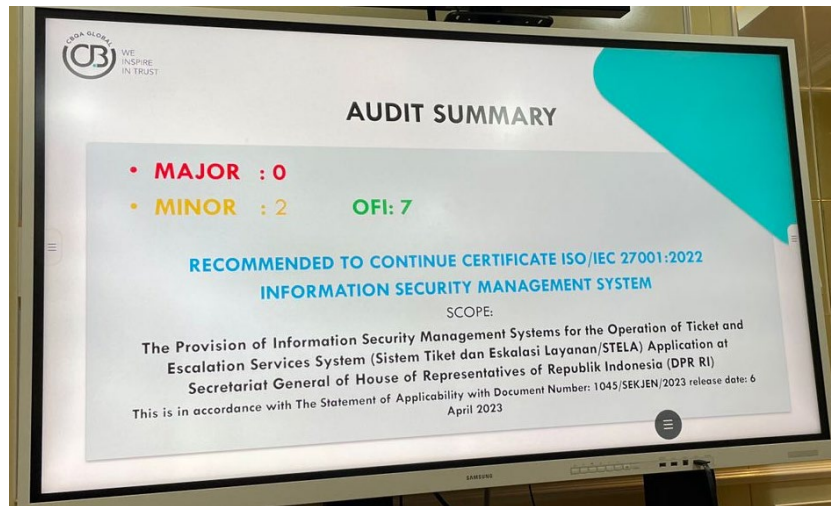 CBQA GLOBAL
CB
WE
INSPIRE
IN TRUST
AUDIT SUMMARY
• MAJOR : 0
• MINOR : 2 OFI: 7
RECOMMENDED TO CONTINUE CERTIFICATE ISO/IEC 27001:2022
INFORMATION SECURITY MANAGEMENT SYSTEM
SCOPE:
The Provision of Information Security Management Systems for the Operation of Ticket and
Escalation Services System (Sistem Tiket dan Eskalasi Layanan/STELA) Application at
Secretariat General of House of Representatives of Republik Indonesia (DPR RI)
This is in accordance with The Statement of Applicability with Document Number: 1045/SEKJEN/2023 release date: 6
April 2023
SAMSUNG